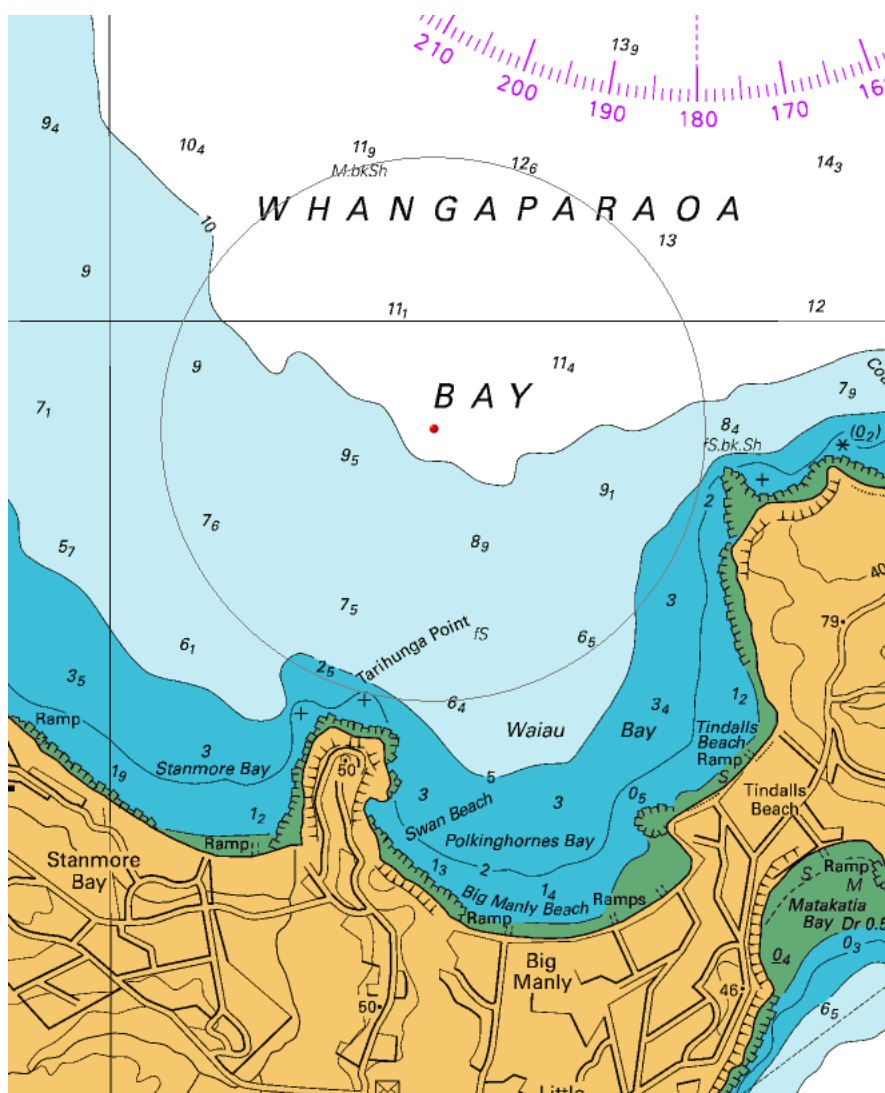 210
200
190
180
170
160
13₉
9₄
10₄
11₉
M.bkSh
12₆
14₃
WHANGAPARAOA
10
13
9
11₁
12
9
11₄
7₁
BAY
7₉
8₄
fS.bk.Sh
(0₂)
9₅
9₁
2
7₆
8₉
5₇
40
3
7₅
79
6₁
fS
6₅
Tarihunga Point
2₅
3₅
1₂
6₄
3₄
Ramp
Waiau Bay
Tindalls
Beach
Ramp
S
3
Stanmore Bay
50
5
1₉
Tindalls
Beach
3
Swan Beach
3
0₅
1₂
Polkinghornes Bay
Ramp
Stanmore
Bay
2
1₃
1₄
Big Manly Beach
Ramps
Ramp
S
Ramp
M
Matakatia
Bay
Dr 0.5
0₃
0₄
Big
Manly
46
50
6₅
Little